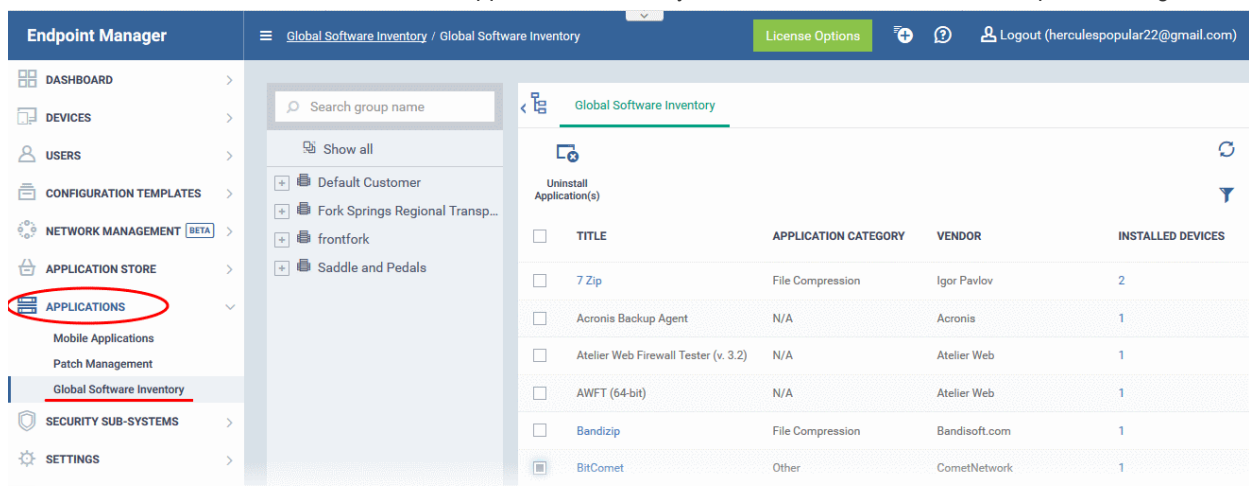 Endpoint Manager
Global Software Inventory / Global Software Inventory
License Options
Logout (herculespopular22@gmail.com)
DASHBOARD
DEVICES
USERS
CONFIGURATION TEMPLATES
NETWORK MANAGEMENT BETA
APPLICATION STORE
APPLICATIONS
Mobile Applications
Patch Management
Global Software Inventory
SECURITY SUB-SYSTEMS
SETTINGS
Search group name
Show all
Default Customer
Fork Springs Regional Transp...
frontfork
Saddle and Pedals
Global Software Inventory
Uninstall
Application(s)
TITLE APPLICATION CATEGORY VENDOR INSTALLED DEVICES
7 Zip File Compression Igor Pavlov 2
Acronis Backup Agent N/A Acronis 1
Atelier Web Firewall Tester (v. 3.2) N/A Atelier Web 1
AWFT (64-bit) N/A Atelier Web 1
Bandizip File Compression Bandisoft.com 1
BitComet Other CometNetwork 1